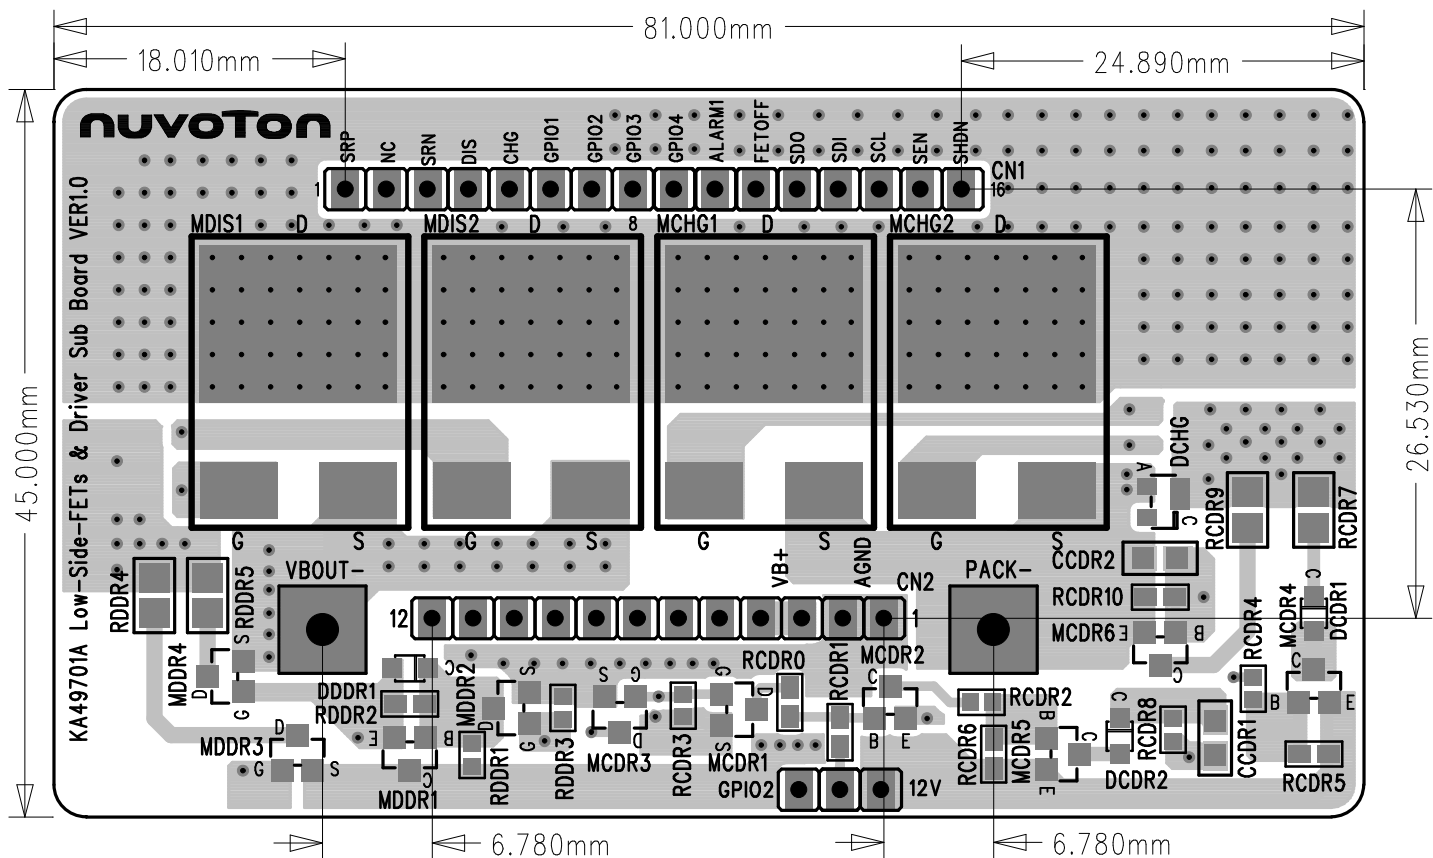 81.000mm
18.010mm
24.890mm
nuvoTon
SRP
NC
SRN
DIS
CHG
GPIO1
GPIO2
GPIO3
GPIO4
ALARM1
FETOFF
SDO
SDI
SCL
SEN
SHDN
CN1
1
16
MDIS1 D
MDIS2 D
8
MCHG1 D
MCHG2 D
KA49701A Low-Side-FETs & Driver Sub Board VER1.0
45.000mm
26.530mm
DCHG
A
C
RCDR9
RCDR7
G S
G S
G S
G S
VB+
AGND
VBOUT-
PACK-
CN2
12
1
CCDR2
RCDR10
MCDR6
E B
C
RDDR4
RDDR5
MDDR4
S
D
G
RCDR4
MCDR4
DCDR1
C
C
B E
DDDR1
C
RDDR2
MDDR2
S
D
G
S G
D
G
D
S
RCDR0
RCDR1
MCDR2
C
B E
RCDR2
MDDR3
D
G S
E B
C
MDDR1
RDDR1
RDDR3
MCDR3
RCDR3
MCDR1
RCDR6
MCDR5
B
C
E
C
DCDR2
RCDR8
CCDR1
RCDR5
GPIO2
12V
6.780mm
6.780mm